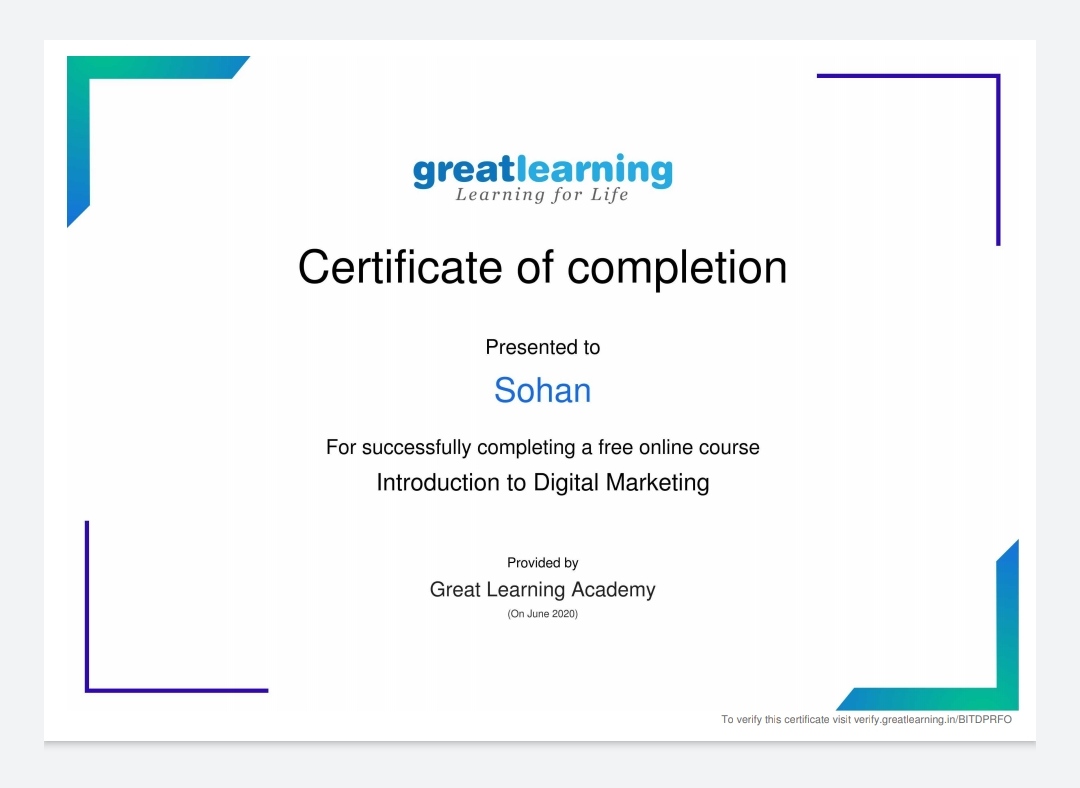 greatlearning
Learning for Life
Certificate of completion
Presented to
Sohan
For successfully completing a free online course
Introduction to Digital Marketing
Provided by
Great Learning Academy
(On June 2020)
To verify this certificate visit verify.greatlearning.in/BITDPRFO